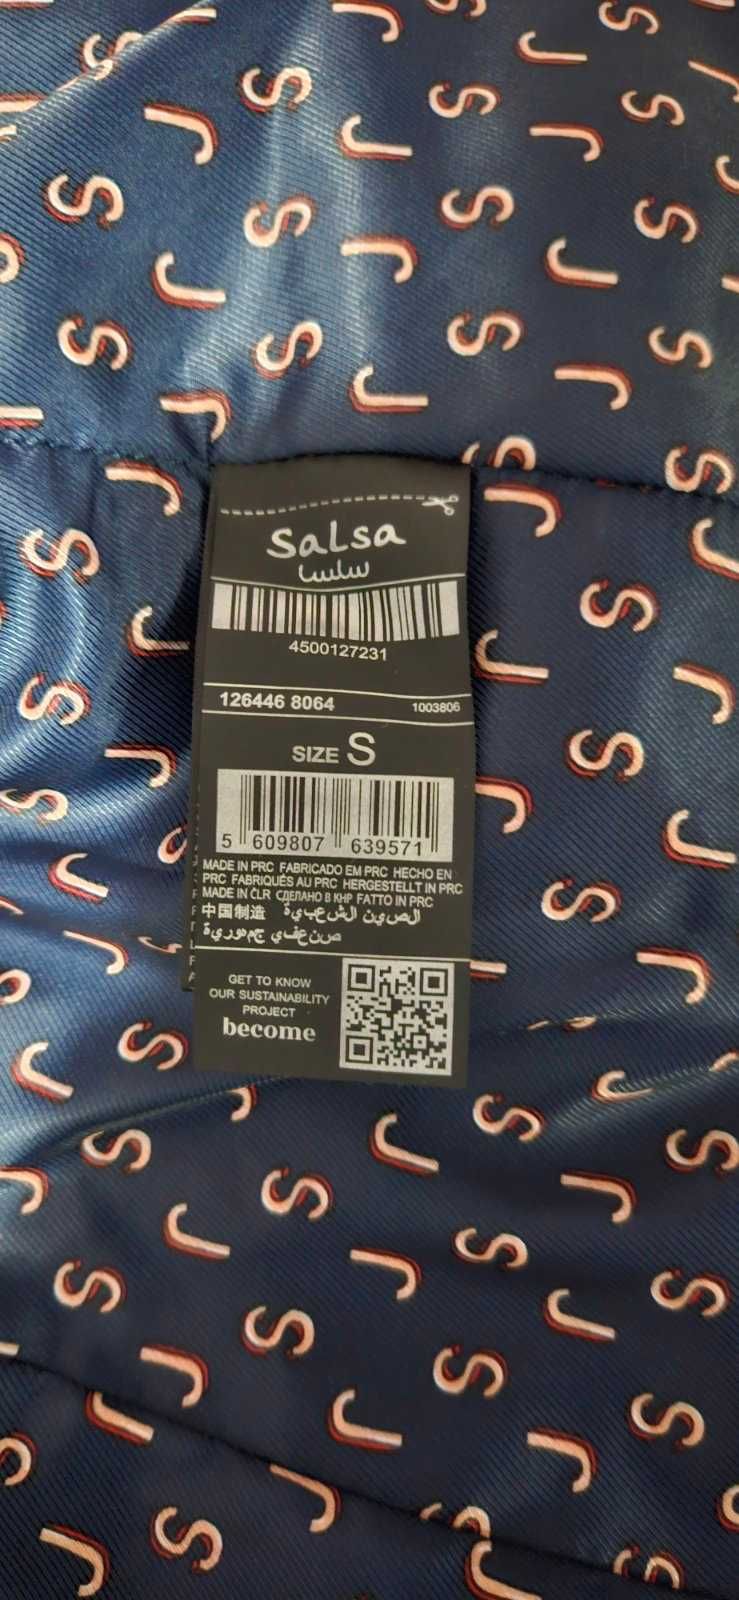 Salsa
سلسا
4500127231
126446 8064
1003806
SIZE S
5 609807 639571
MADE IN PRC FABRICADO EM PRC HECHO EN
PRC FABRIQUÉS AU PRC HERGESTELLT IN PRC
MADE IN ČLR СДЕЛАНО В КНР FATTO IN PRC
中国制造 الصين الشعبية
صنع في جمهورية
GET TO KNOW
OUR SUSTAINABILITY
PROJECT
become